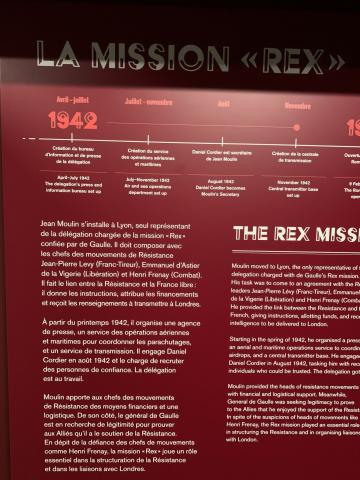 LA MISSION «REX»
Avril - juillet
Juillet - novembre
Août
Novembre
1942
Création du bureau
d'information et de presse
de la délégation
Création du service
des opérations aériennes
et maritimes
Daniel Cordier est secrétaire
de Jean Moulin
Création de la centrale
de transmission
April–July 1942
The delegation's press and
information bureau set up
July–November 1942
Air and sea operations
department set up
August 1942
Daniel Cordier becomes
Moulin's Secretary
November 1942
Central transmitter base
set up
Jean Moulin s'installe à Lyon, seul représentant
de la délégation chargée de la mission «Rex»
confiée par de Gaulle. Il doit composer avec
les chefs des mouvements de Résistance
Jean-Pierre Levy (Franc-Tireur), Emmanuel d'Astier
de la Vigerie (Libération) et Henri Frenay (Combat).
Il fait le lien entre la Résistance et la France libre :
il donne les instructions, attribue les financements
et reçoit les renseignements à transmettre à Londres.
À partir du printemps 1942, il organise une agence
de presse, un service des opérations aériennes
et maritimes pour coordonner les parachutages,
et un service de transmission. Il engage Daniel
Cordier en août 1942 et le charge de recruter
des personnes de confiance. La délégation
est au travail.
Moulin apporte aux chefs des mouvements
de Résistance des moyens financiers et une
logistique. De son côté, le général de Gaulle
est en recherche de légitimité pour prouver
aux Alliés qu'il a le soutien de la Résistance.
En dépit de la défiance des chefs de mouvements
comme Henri Frenay, la mission «Rex» joue un rôle
essentiel dans la structuration de la Résistance
et dans les liaisons avec Londres.
THE REX MISSI
Moulin moved to Lyon, the only representative of t
delegation charged with de Gaulle's Rex mission.
His task was to come to an agreement with the R
leaders Jean-Pierre Lévy (Franc-Tireur), Emmanuel
de la Vigerie (Libération) and Henri Frenay (Combat).
He provided the link between the Resistance and t
French, giving instructions, allotting funds, and rece
intelligence to be delivered to London.
Starting in the spring of 1942, he organised a press
an aerial and maritime operations service to coordin
airdrops, and a central transmitter base. He engage
Daniel Cordier in August 1942, tasking him with rec
individuals who could be trusted. The delegation got
Moulin provided the heads of resistance movements
with financial and logistical support. Meanwhile,
General de Gaulle was seeking legitimacy to prove
to the Allies that he enjoyed the support of the Resist
In spite of the suspicions of heads of movements like
Henri Frenay, the Rex mission played an essential role
in structuring the Resistance and in organising liaisons
with London.